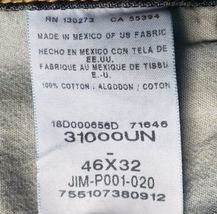 RN 130273 CA 55394
MADE IN MEXICO OF US FABRIC
HECHO EN MEXICO CON TELA DE
EE.UU.
FABRIQUE AU MEXIQUE DE TISSU
E.-U.
100% COTTON / ALGODON / COTON
18D000656D 71646
31000UN
-
46X32
JIM-P001-020
755107380912